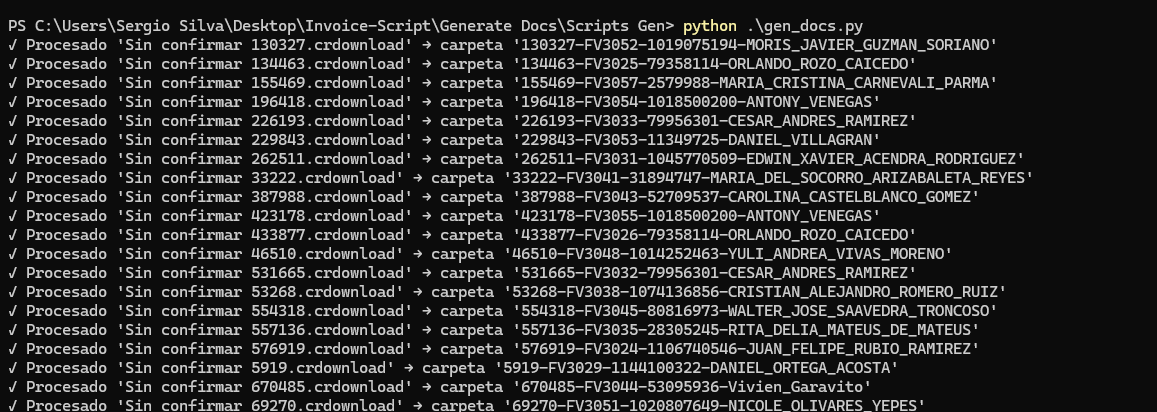 PS C:\Users\Sergio Silva\Desktop\Invoice-Script\Generate Docs\Scripts Gen> python .\gen_docs.py
√ Procesado 'Sin confirmar 130327.crdownload' → carpeta '130327-FV3052-1019075194-MORIS_JAVIER_GUZMAN_SORIANO'
√ Procesado 'Sin confirmar 134463.crdownload' → carpeta '134463-FV3025-79358114-ORLANDO_ROZO_CAICEDO'
√ Procesado 'Sin confirmar 155469.crdownload' → carpeta '155469-FV3057-2579988-MARIA_CRISTINA_CARNEVALI_PARMA'
√ Procesado 'Sin confirmar 196418.crdownload' → carpeta '196418-FV3054-1018500200-ANTONY_VENEGAS'
√ Procesado 'Sin confirmar 226193.crdownload' → carpeta '226193-FV3033-79956301-CESAR_ANDRES_RAMIREZ'
√ Procesado 'Sin confirmar 229843.crdownload' → carpeta '229843-FV3053-11349725-DANIEL_VILLAGRAN'
√ Procesado 'Sin confirmar 262511.crdownload' → carpeta '262511-FV3031-1045770509-EDWIN_XAVIER_ACENDRA_RODRIGUEZ'
√ Procesado 'Sin confirmar 33222.crdownload' → carpeta '33222-FV3041-31894747-MARIA_DEL_SOCORRO_ARIZABALETA_REYES'
√ Procesado 'Sin confirmar 387988.crdownload' → carpeta '387988-FV3043-52709537-CAROLINA_CASTELBLANCO_GOMEZ'
√ Procesado 'Sin confirmar 423178.crdownload' → carpeta '423178-FV3055-1018500200-ANTONY_VENEGAS'
√ Procesado 'Sin confirmar 433877.crdownload' → carpeta '433877-FV3026-79358114-ORLANDO_ROZO_CAICEDO'
√ Procesado 'Sin confirmar 46510.crdownload' → carpeta '46510-FV3048-1014252463-YULI_ANDREA_VIVAS_MORENO'
√ Procesado 'Sin confirmar 531665.crdownload' → carpeta '531665-FV3032-79956301-CESAR_ANDRES_RAMIREZ'
√ Procesado 'Sin confirmar 53268.crdownload' → carpeta '53268-FV3038-1074136856-CRISTIAN_ALEJANDRO_ROMERO_RUIZ'
√ Procesado 'Sin confirmar 554318.crdownload' → carpeta '554318-FV3045-80816973-WALTER_JOSE_SAAVEDRA_TRONCOSO'
√ Procesado 'Sin confirmar 557136.crdownload' → carpeta '557136-FV3035-28305245-RITA_DELIA_MATEUS_DE_MATEUS'
√ Procesado 'Sin confirmar 576919.crdownload' → carpeta '576919-FV3024-1106740546-JUAN_FELIPE_RUBIO_RAMIREZ'
√ Procesado 'Sin confirmar 5919.crdownload' → carpeta '5919-FV3029-1144100322-DANIEL_ORTEGA_ACOSTA'
√ Procesado 'Sin confirmar 670485.crdownload' → carpeta '670485-FV3044-53095936-Vivien_Garavito'
√ Procesado 'Sin confirmar 69270.crdownload' → carpeta '69270-FV3051-1020807649-NICOLE_OLIVARES_YEPES'